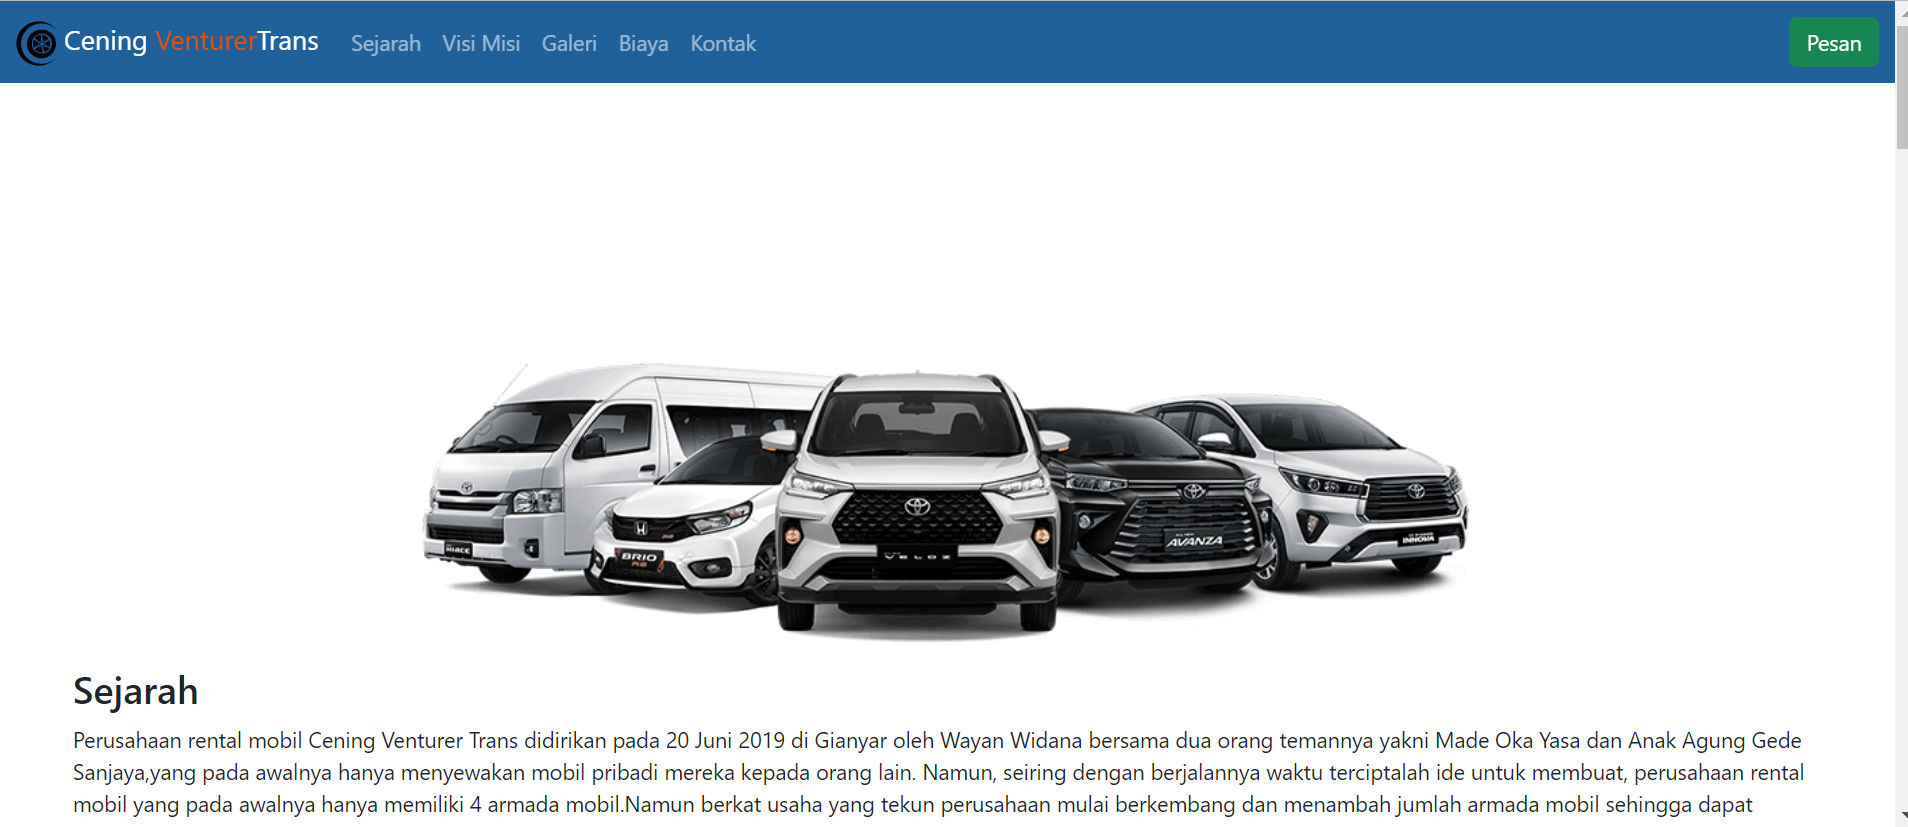 Cening VenturerTrans Sejarah Visi Misi Galeri Biaya Kontak Pesan
HIACE
BRIO RS
VELOZ
AVANZA
INNOVA
Sejarah
Perusahaan rental mobil Cening Venturer Trans didirikan pada 20 Juni 2019 di Gianyar oleh Wayan Widana bersama dua orang temannya yakni Made Oka Yasa dan Anak Agung Gede
Sanjaya,yang pada awalnya hanya menyewakan mobil pribadi mereka kepada orang lain. Namun, seiring dengan berjalannya waktu terciptalah ide untuk membuat, perusahaan rental
mobil yang pada awalnya hanya memiliki 4 armada mobil.Namun berkat usaha yang tekun perusahaan mulai berkembang dan menambah jumlah armada mobil sehingga dapat